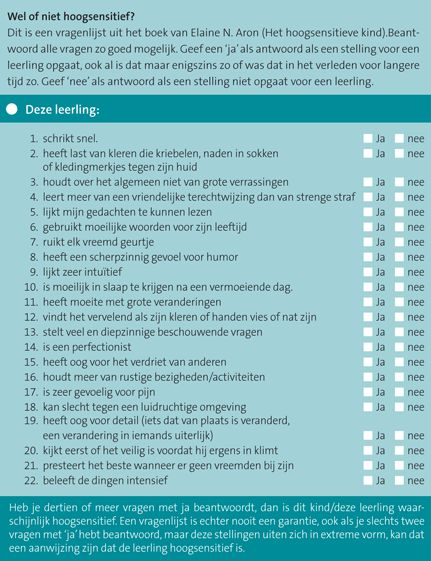 Wel of niet hoogsensitief?
Dit is een vragenlijst uit het boek van Elaine N. Aron (Het hoogsensitieve kind).Beant-
woord alle vragen zo goed mogelijk. Geef een ‘ja’ als antwoord als een stelling voor een
leerling opgaat, ook al is dat maar enigszins zo of was dat in het verleden voor langere
tijd zo. Geef ‘nee’ als antwoord als een stelling niet opgaat voor een leerling.
Deze leerling:
1. schrikt snel. Ja nee
2. heeft last van kleren die kriebelen, naden in sokken Ja nee
of kledingmerkjes tegen zijn huid
3. houdt over het algemeen niet van grote verrassingen Ja nee
4. leert meer van een vriendelijke terechtwijzing dan van strenge straf Ja nee
5. lijkt mijn gedachten te kunnen lezen Ja nee
6. gebruikt moeilijke woorden voor zijn leeftijd Ja nee
7. ruikt elk vreemd geurtje Ja nee
8. heeft een scherpzinnig gevoel voor humor Ja nee
9. lijkt zeer intuïtief Ja nee
10. is moeilijk in slaap te krijgen na een vermoeiende dag. Ja nee
11. heeft moeite met grote veranderingen Ja nee
12. vindt het vervelend als zijn kleren of handen vies of nat zijn Ja nee
13. stelt veel en diepzinnige beschouwende vragen Ja nee
14. is een perfectionist Ja nee
15. heeft oog voor het verdriet van anderen Ja nee
16. houdt meer van rustige bezigheden/activiteiten Ja nee
17. is zeer gevoelig voor pijn Ja nee
18. kan slecht tegen een luidruchtige omgeving Ja nee
19. heeft oog voor detail (iets dat van plaats is veranderd,
een verandering in iemands uiterlijk) Ja nee
20. kijkt eerst of het veilig is voordat hij ergens in klimt Ja nee
21. presteert het beste wanneer er geen vreemden bij zijn Ja nee
22. beleeft de dingen intensief Ja nee
Heb je dertien of meer vragen met ja beantwoord, dan is dit kind/deze leerling waar-
schijnlijk hoogsensitief. Een vragenlijst is echter nooit een garantie, ook als je slechts twee
vragen met ‘ja’ hebt beantwoord, maar deze stellingen uiten zich in extreme vorm, kan dat
een aanwijzing zijn dat de leerling hoogsensitief is.